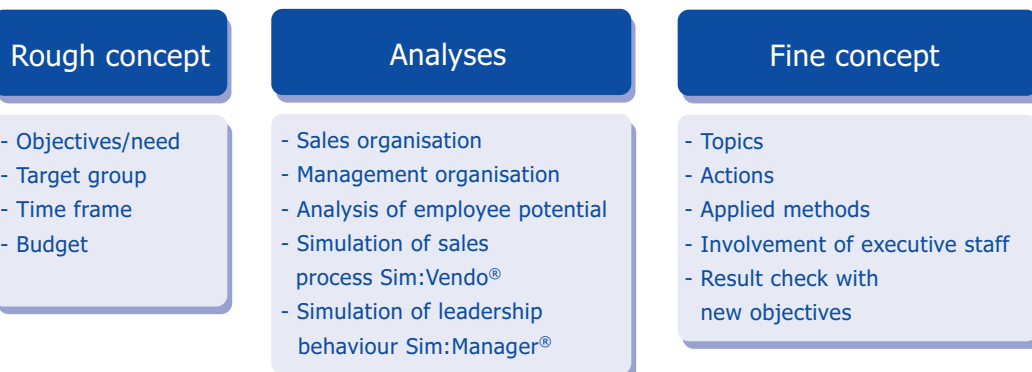 Rough concept
- Objectives/need
- Target group
- Time frame
- Budget
Analyses
- Sales organisation
- Management organisation
- Analysis of employee potential
- Simulation of sales
process Sim:Vendo®
- Simulation of leadership
behaviour Sim:Manager®
Fine concept
- Topics
- Actions
- Applied methods
- Involvement of executive staff
- Result check with
new objectives